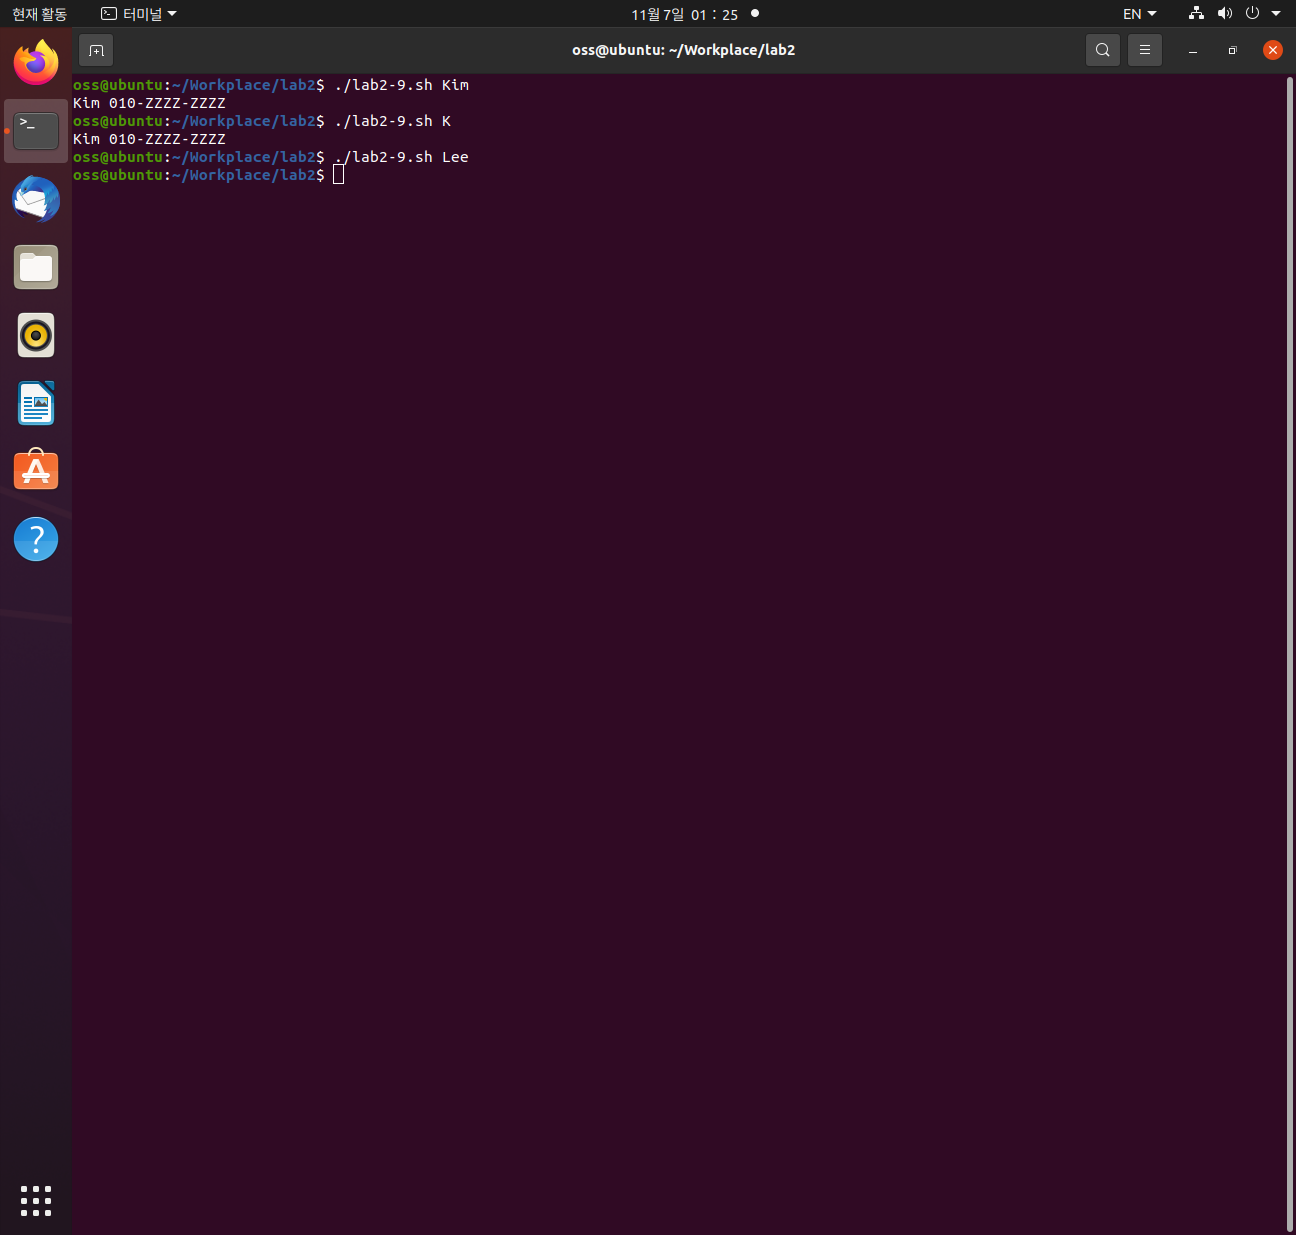 현재 활동 터미널 11월 7일 01 : 25 EN
oss@ubuntu: ~/Workplace/lab2
oss@ubuntu:~/Workplace/lab2$ ./lab2-9.sh Kim
Kim 010-ZZZZ-ZZZZ
oss@ubuntu:~/Workplace/lab2$ ./lab2-9.sh K
Kim 010-ZZZZ-ZZZZ
oss@ubuntu:~/Workplace/lab2$ ./lab2-9.sh Lee
oss@ubuntu:~/Workplace/lab2$